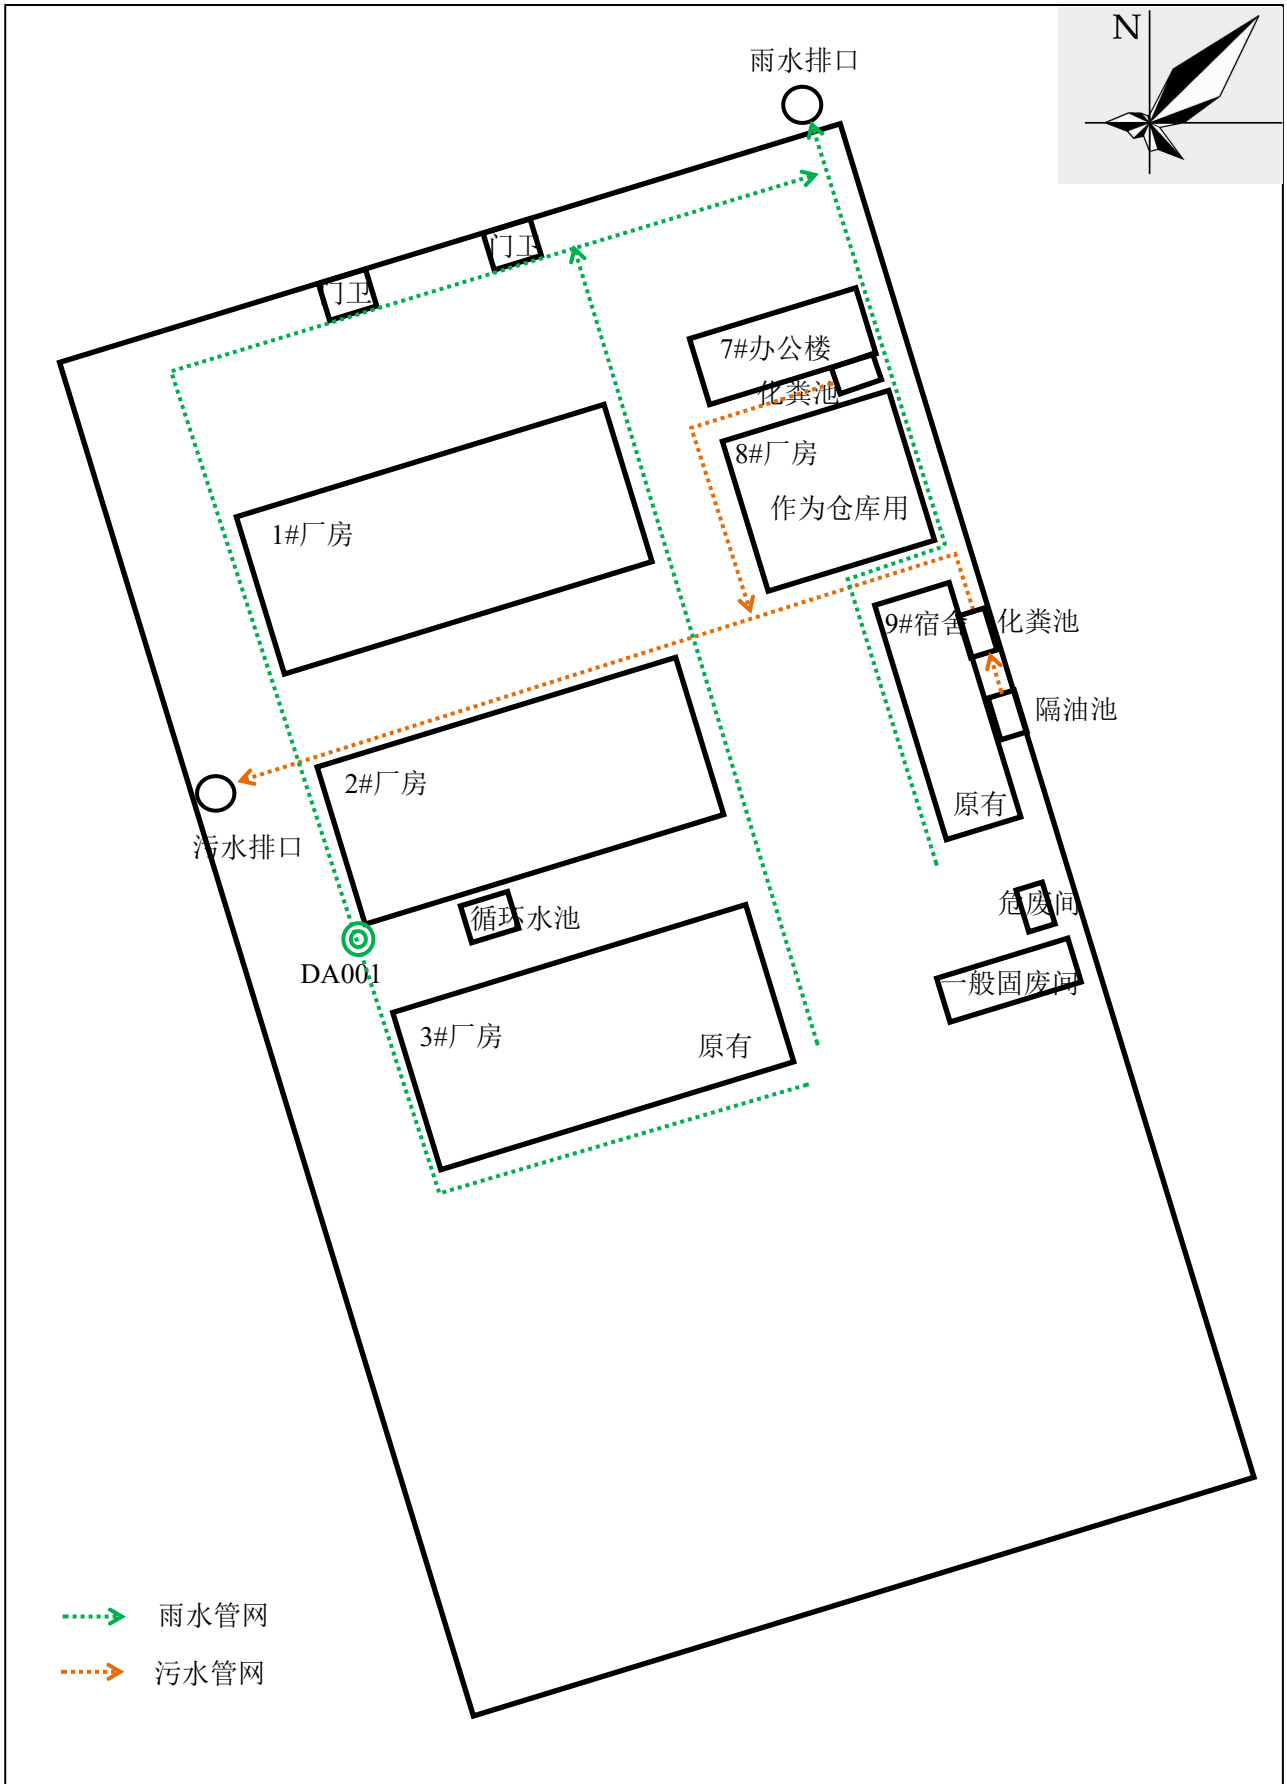 N
雨水排口
门卫
门卫
7#办公楼
化粪池
8#厂房
作为仓库用
1#厂房
9#宿舍
化粪池
隔油池
2#厂房
原有
污水排口
循环水池
危废间
DA001
一般固废间
3#厂房
原有
雨水管网
污水管网